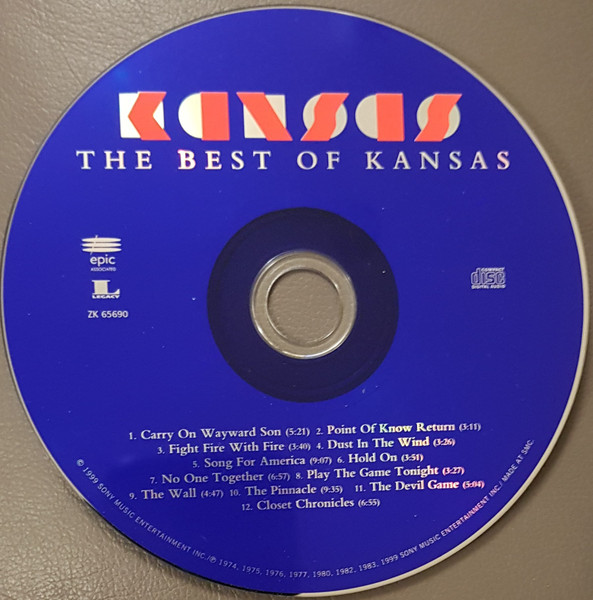 KANSAS
THE BEST OF KANSAS
epic
ASSOCIATED
L
LEGACY
ZK 65690
COMPACT
disc
DIGITAL AUDIO
1. Carry On Wayward Son (5:21) 2. Point Of Know Return (3:11)
3. Fight Fire With Fire (3:40) 4. Dust In The Wind (3:26)
5. Song For America (9:07) 6. Hold On (3:51)
7. No One Together (6:57) 8. Play The Game Tonight (3:27)
9. The Wall (4:47) 10. The Pinnacle (9:35) 11. The Devil Game (5:04)
12. Closet Chronicles (6:55)
© 1999 SONY MUSIC ENTERTAINMENT INC./℗ 1974, 1975, 1976, 1977, 1980, 1982, 1983, 1999 SONY MUSIC ENTERTAINMENT INC./ MADE AT SMC.